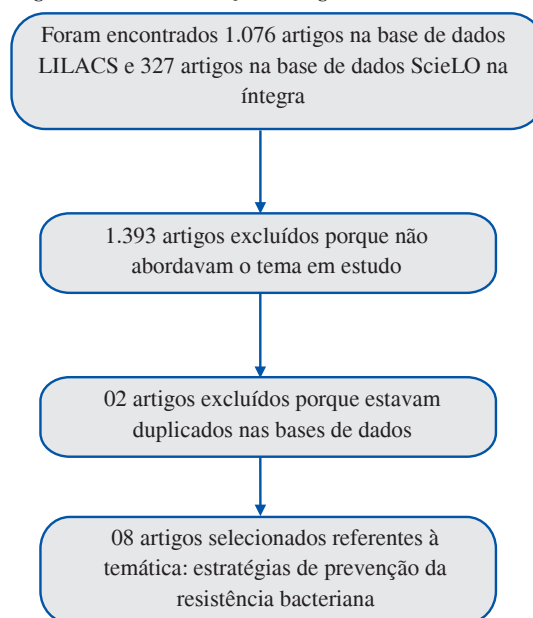 Foram encontrados 1.076 artigos na base de dados
LILACS e 327 artigos na base de dados ScieLO na
íntegra
1.393 artigos excluídos porque não
abordavam o tema em estudo
02 artigos excluídos porque estavam
duplicados nas bases de dados
08 artigos selecionados referentes à
temática: estratégias de prevenção da
resistência bacteriana